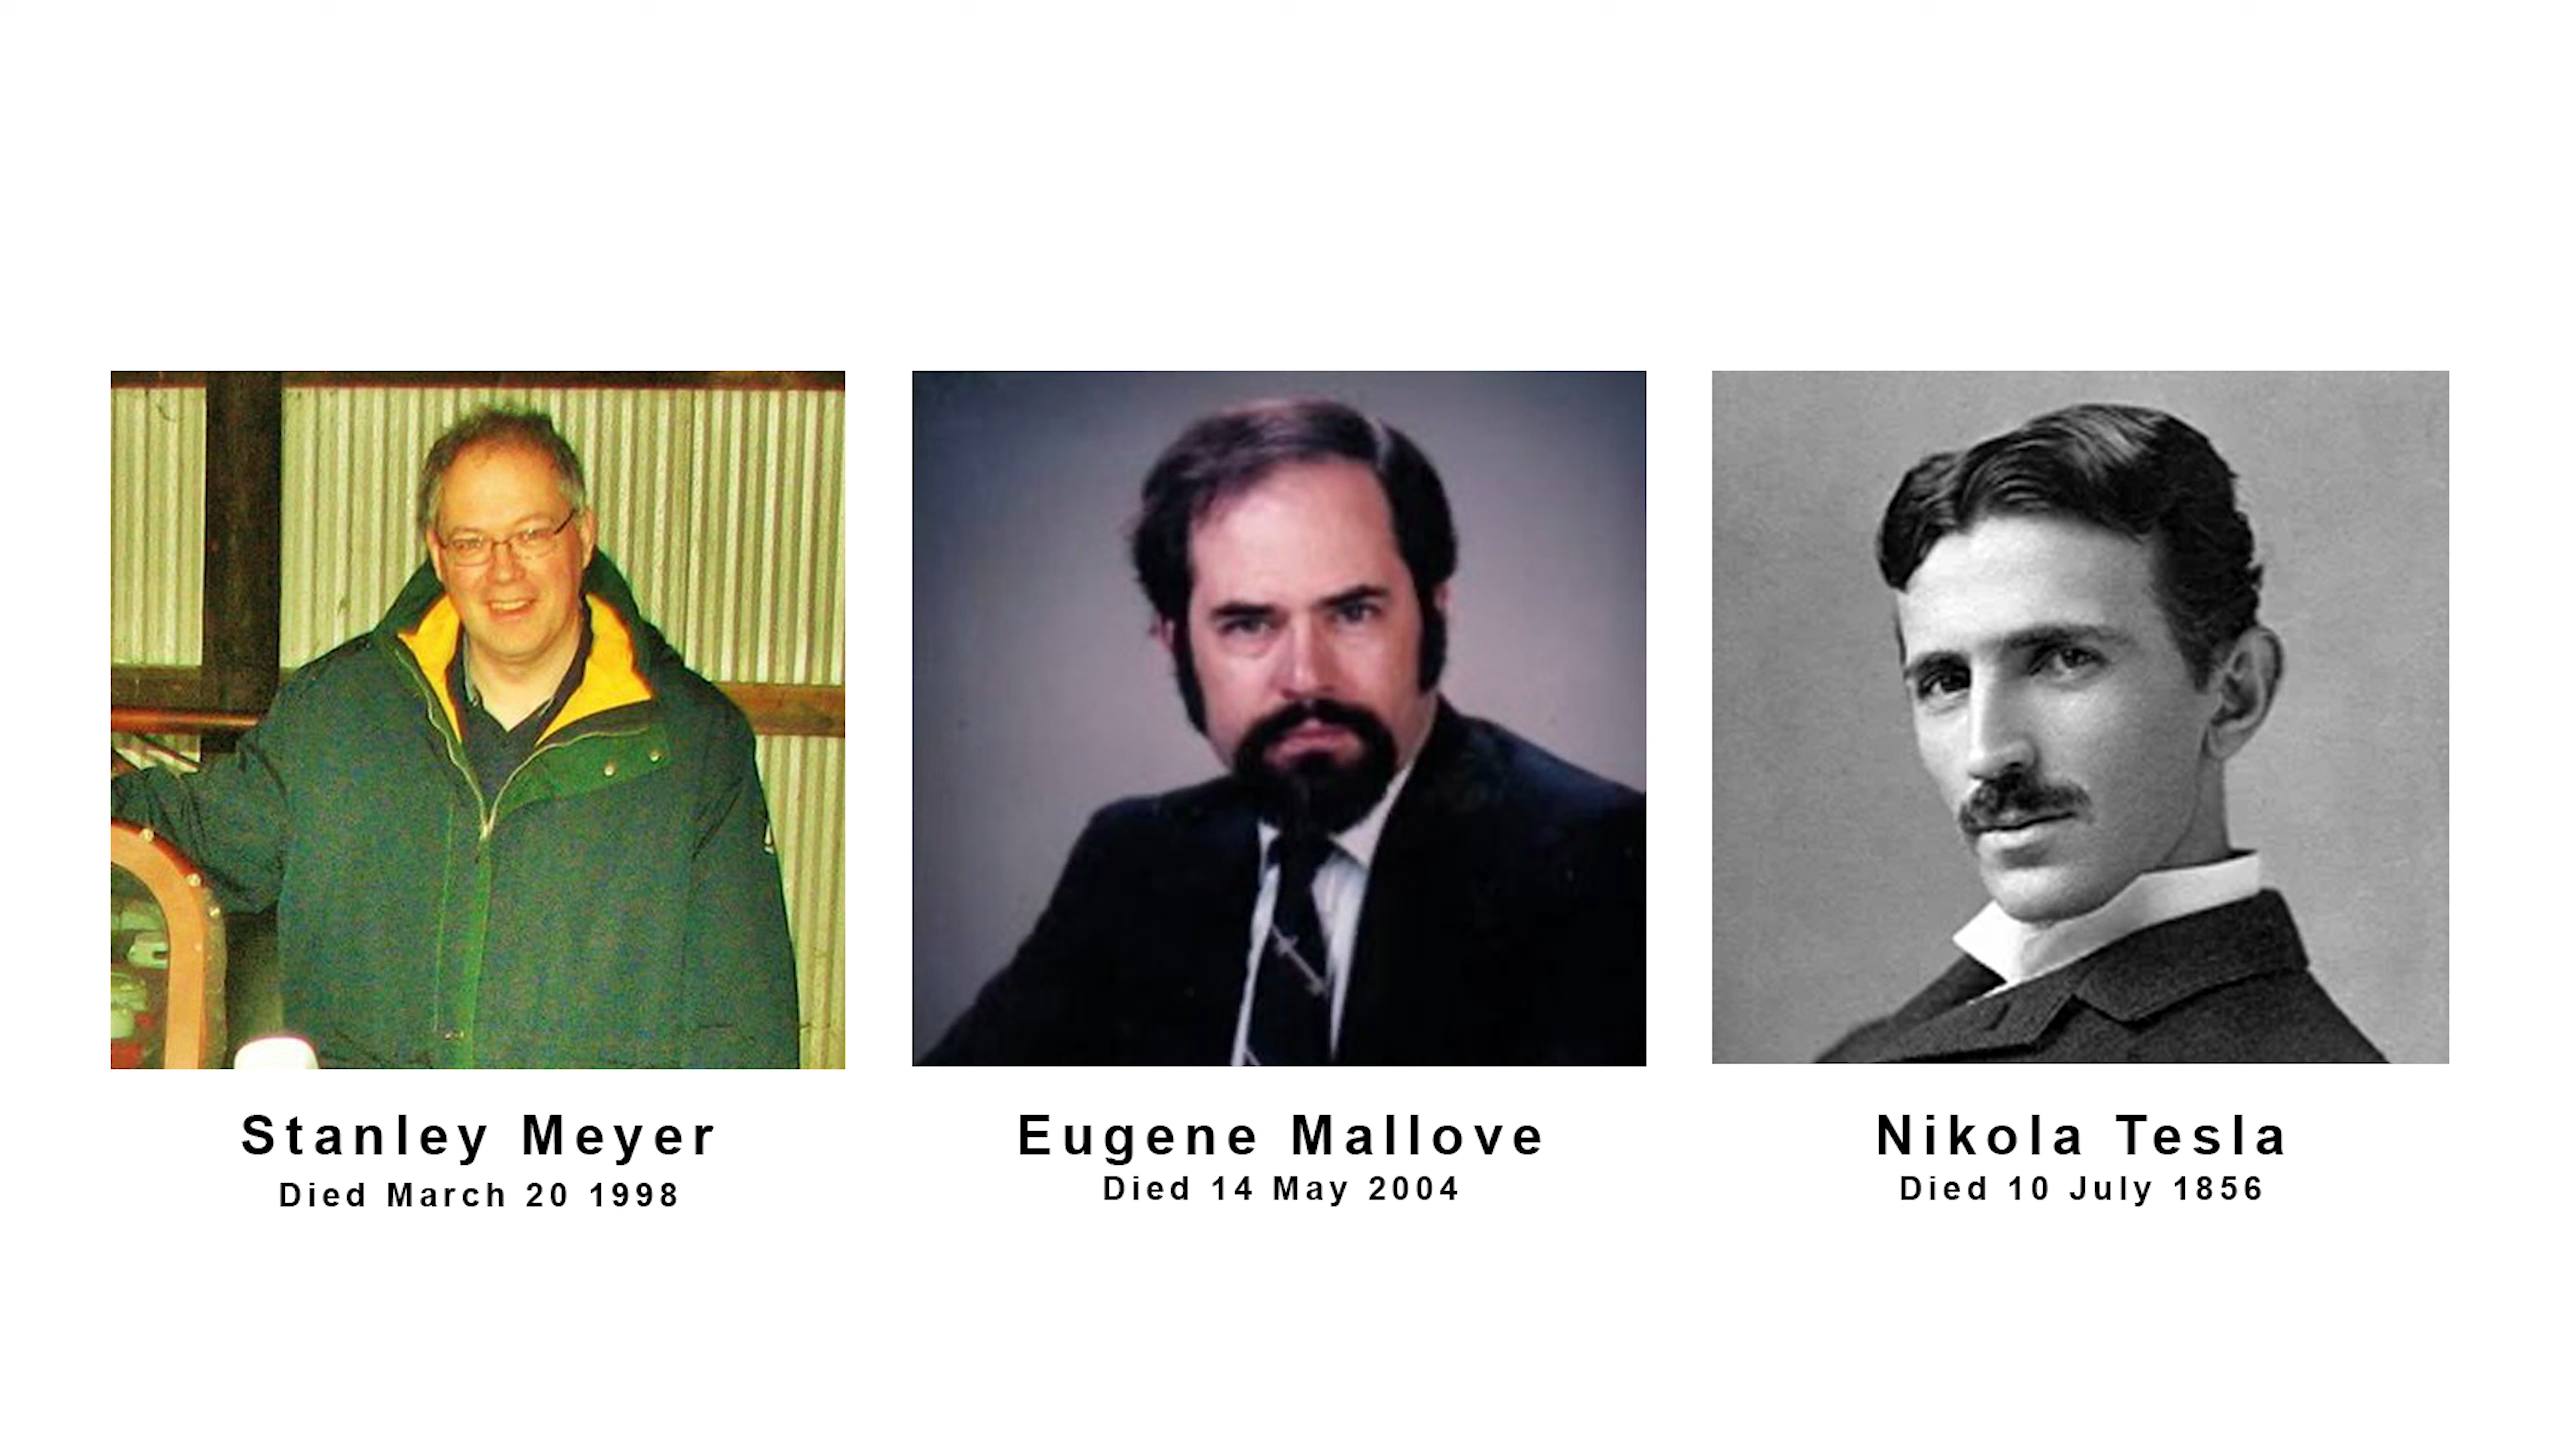 Stanley Meyer
Died March 20 1998
Eugene Mallove
Died 14 May 2004
Nikola Tesla
Died 10 July 1856